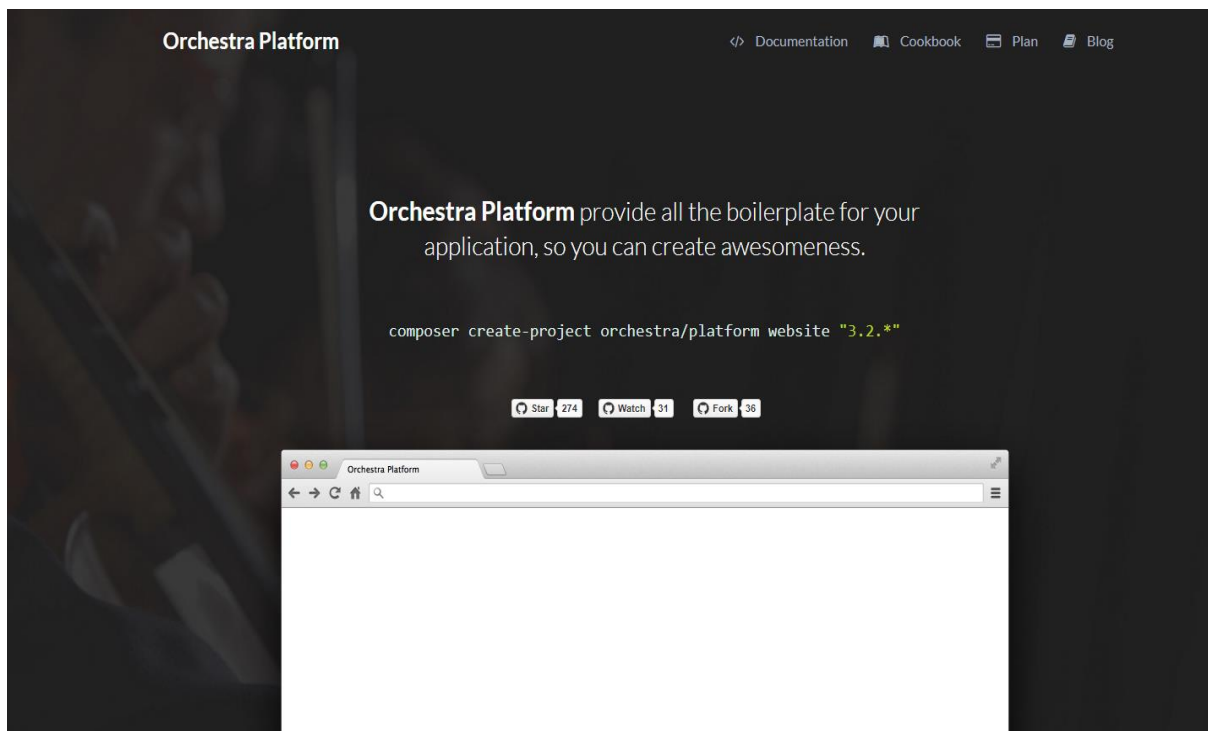 Orchestra Platform
</> Documentation Cookbook Plan Blog
Orchestra Platform provide all the boilerplate for your
application, so you can create awesomeness.
composer create-project orchestra/platform website "3.2.*"
Star 274 Watch 31 Fork 36
Orchestra Platform